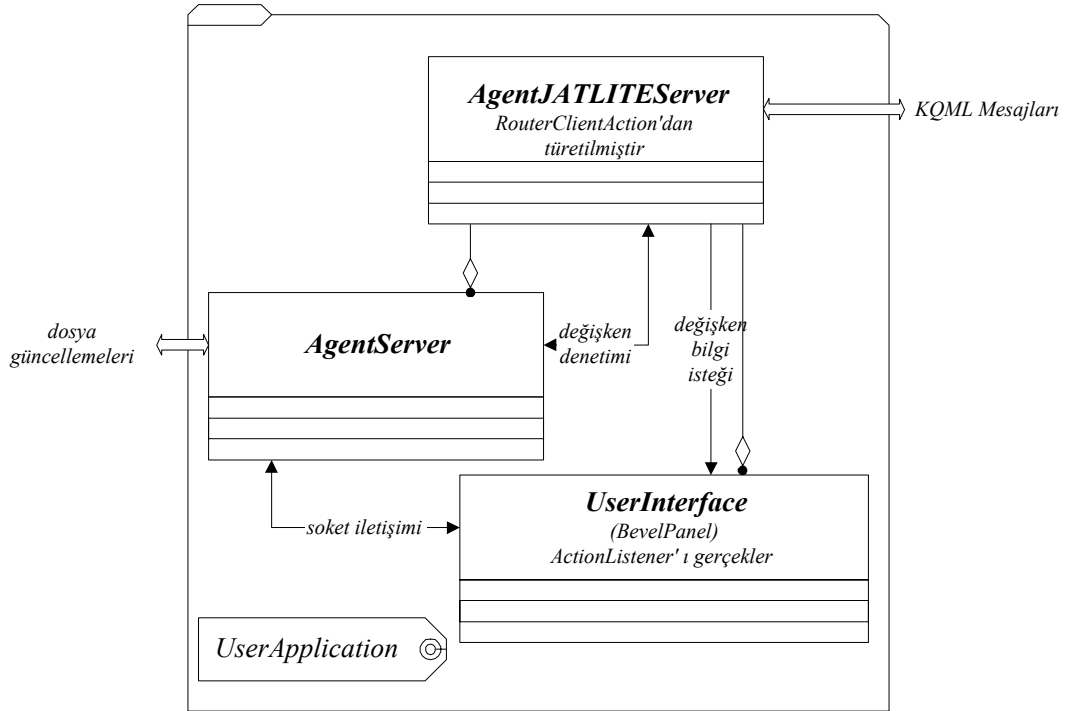 AgentJATLITEServer
RouterClientAction'dan
türetilmiştir
KQML Mesajları
dosya
güncellemeleri
AgentServer
değişken
denetimi
değişken
bilgi
isteği
soket iletişimi
UserInterface
(BevelPanel)
ActionListener' ı gerçekler
UserApplication